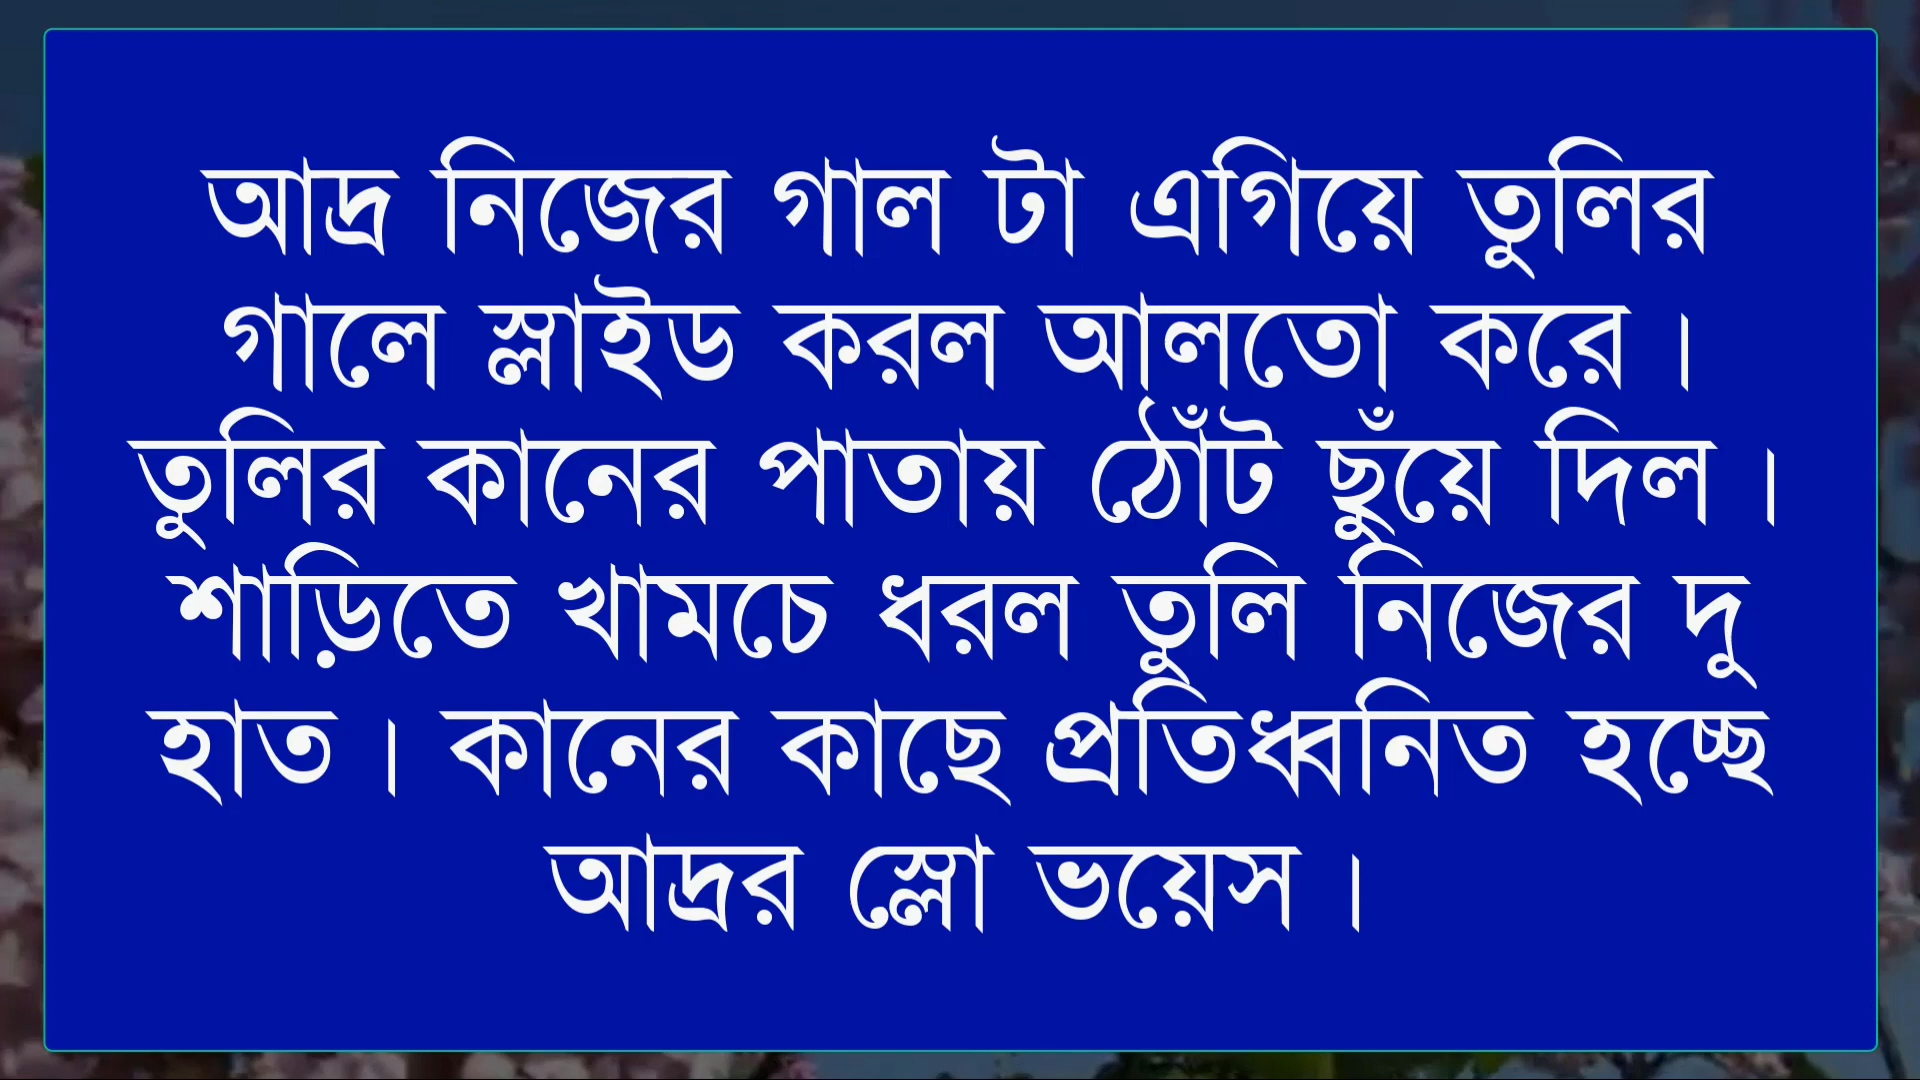 আদ্র নিজের গাল টা এগিয়ে তুলির
গালে স্লাইড করল আলতো করে ।
তুলির কানের পাতায় ঠোঁট ছুঁয়ে দিল ।
শাড়িতে খামচে ধরল তুলি নিজের দু
হাত । কানের কাছে প্রতিধ্বনিত হচ্ছে
আদ্রর স্লো ভয়েস ।